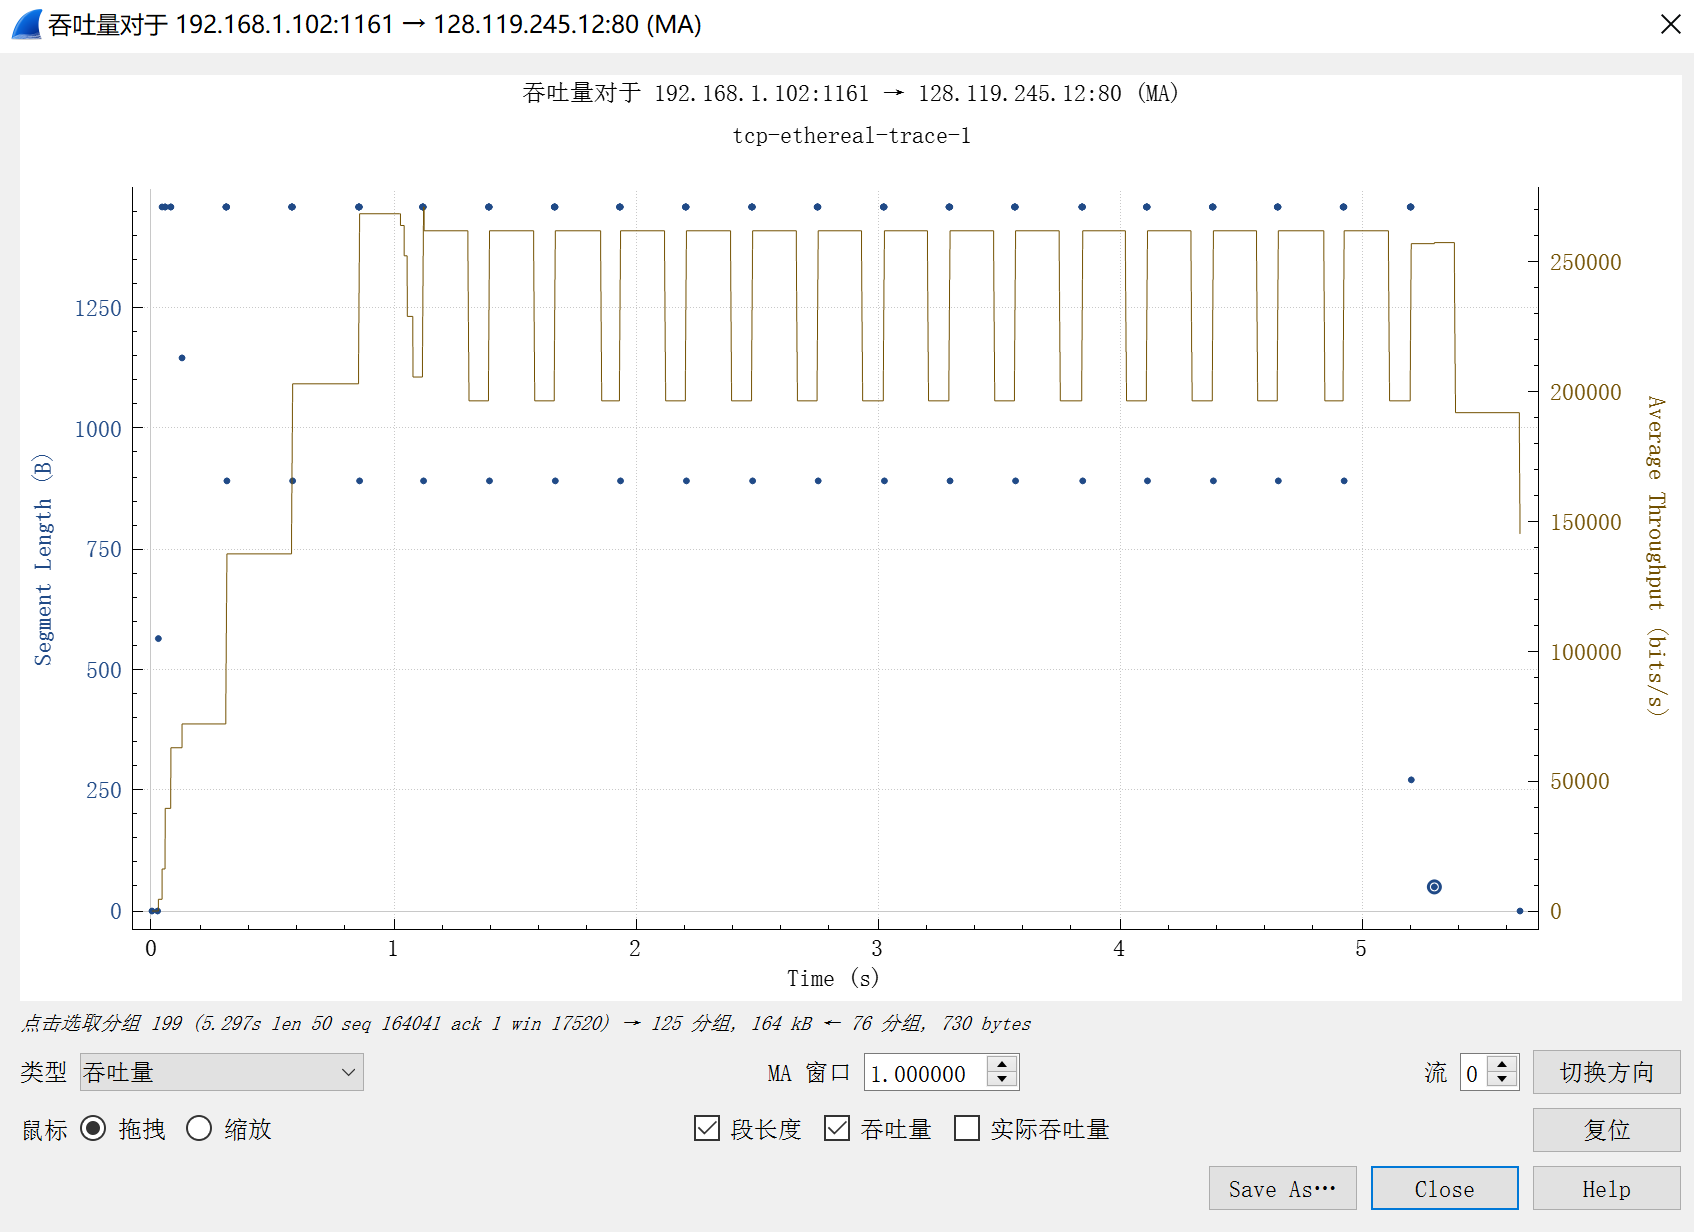 吞吐量对于 192.168.1.102:1161 → 128.119.245.12:80 (MA)
吞吐量对于 192.168.1.102:1161 → 128.119.245.12:80 (MA)
tcp-ethereal-trace-1
Segment Length (B)
1250
1000
750
500
250
0
250000
200000
150000
100000
50000
0
Average Throughput (bits/s)
0 1 2 3 4 5
Time (s)
点击选取分组 199 (5.297s len 50 seq 164041 ack 1 win 17520) → 125 分组, 164 kB ← 76 分组, 730 bytes
类型 吞吐量 MA 窗口 1.000000 流 0 切换方向
鼠标 拖拽 缩放 段长度 吞吐量 实际吞吐量 复位
Save As… Close Help